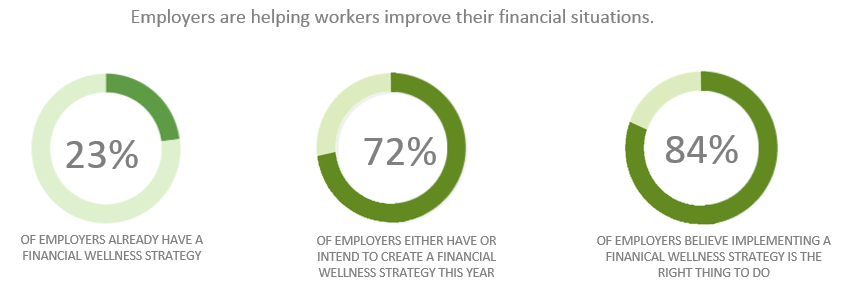 Employers are helping workers improve their financial situations.
23%
72%
84%
OF EMPLOYERS ALREADY HAVE A
FINANCIAL WELLNESS STRATEGY
OF EMPLOYERS EITHER HAVE OR
INTEND TO CREATE A FINANCIAL
WELLNESS STRATEGY THIS YEAR
OF EMPLOYERS BELIEVE IMPLEMENTING A
FINANICAL WELLNESS STRATEGY IS THE
RIGHT THING TO DO